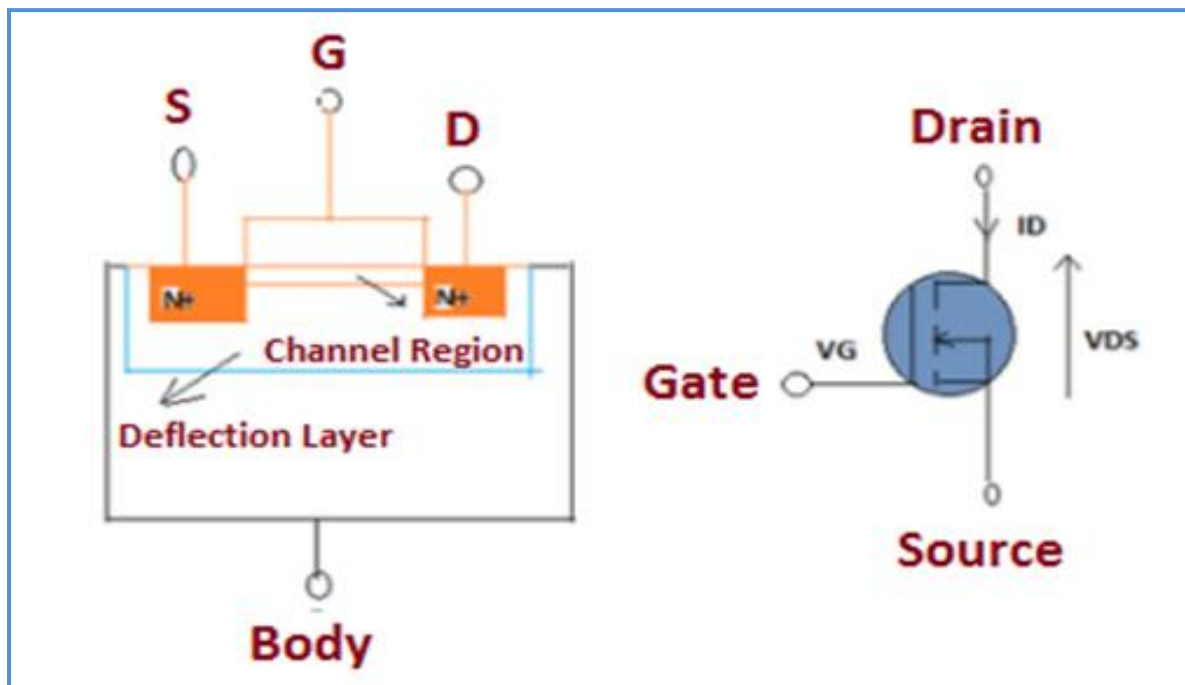 G
S
D
N+
N+
Channel Region
Deflection Layer
Body
Drain
ID
VG
VDS
Gate
Source